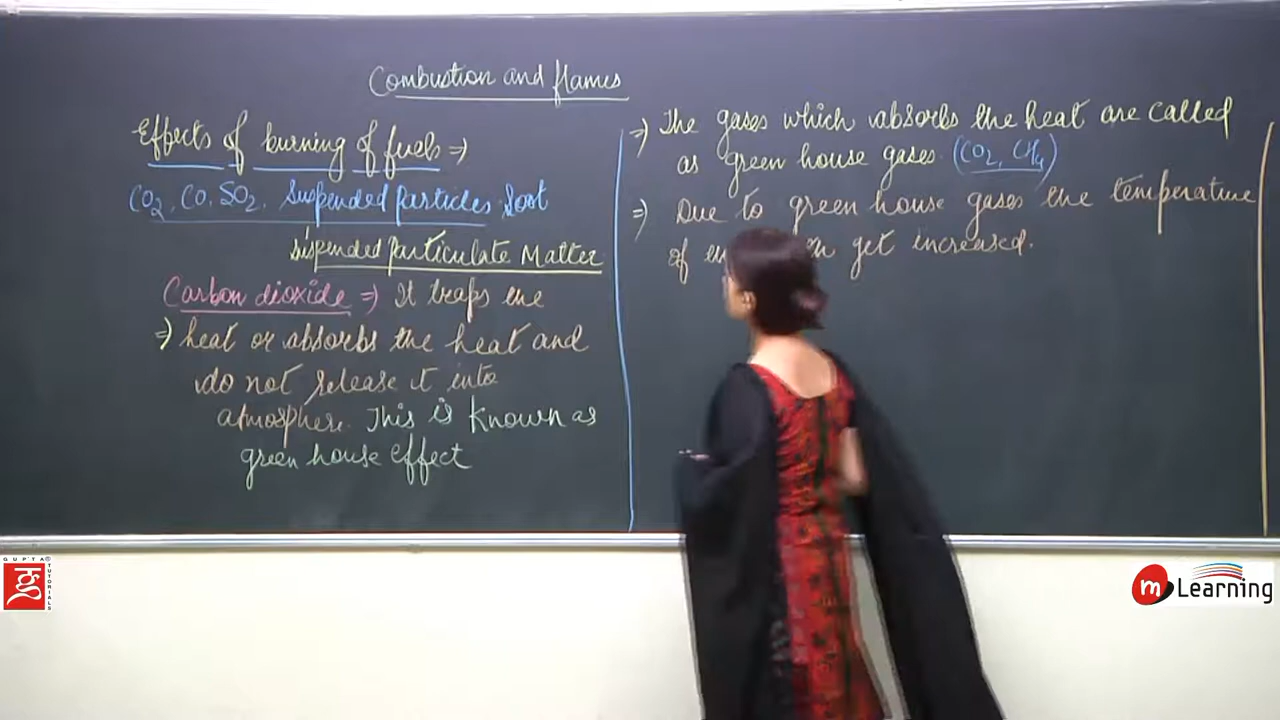 Combustion and flames
Effects of burning of fuels ⇒
CO2, CO, SO2, Suspended particles Soot
suspended particulate Matter
Carbon dioxide ⇒ It traps the
⇒ heat or absorbs the heat and
do not release it into
atmosphere. This is known as
green house effect
⇒ The gases which absorbs the heat are called
as green house gases. (CO2, CH4)
⇒ Due to green house gases the temperature
of get increased.
GUPTA
TUTORIALS
m Learning